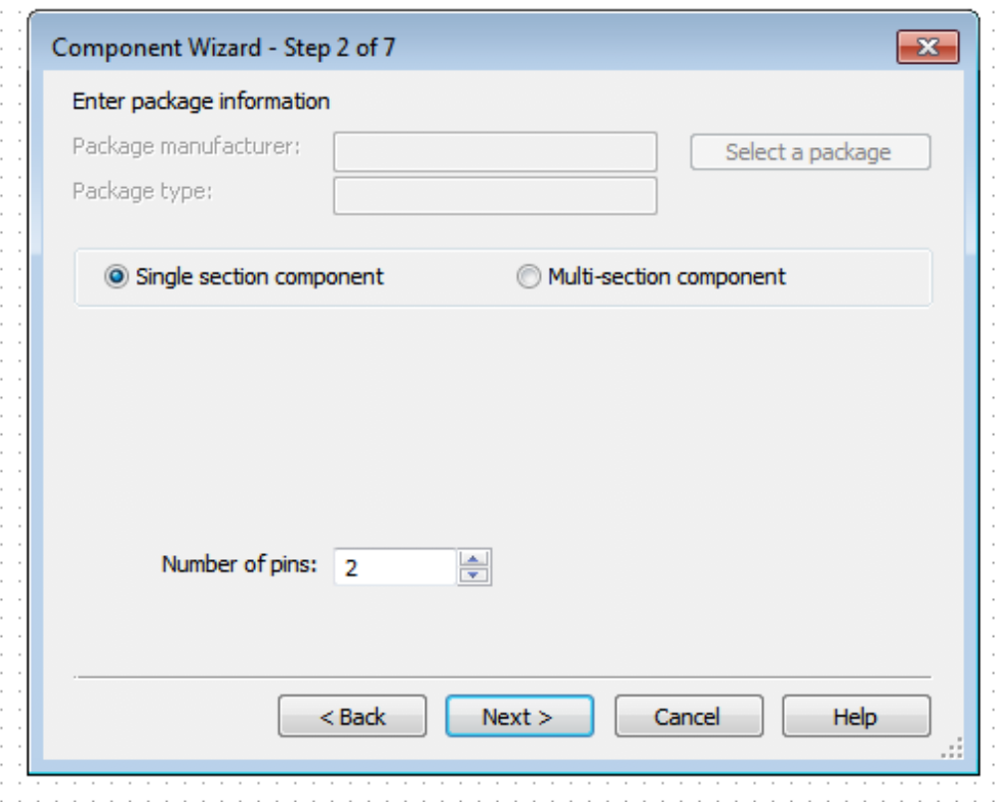 Component Wizard - Step 2 of 7
Enter package information
Package manufacturer:
Select a package
Package type:
Single section component
Multi-section component
Number of pins: 2
< Back
Next >
Cancel
Help